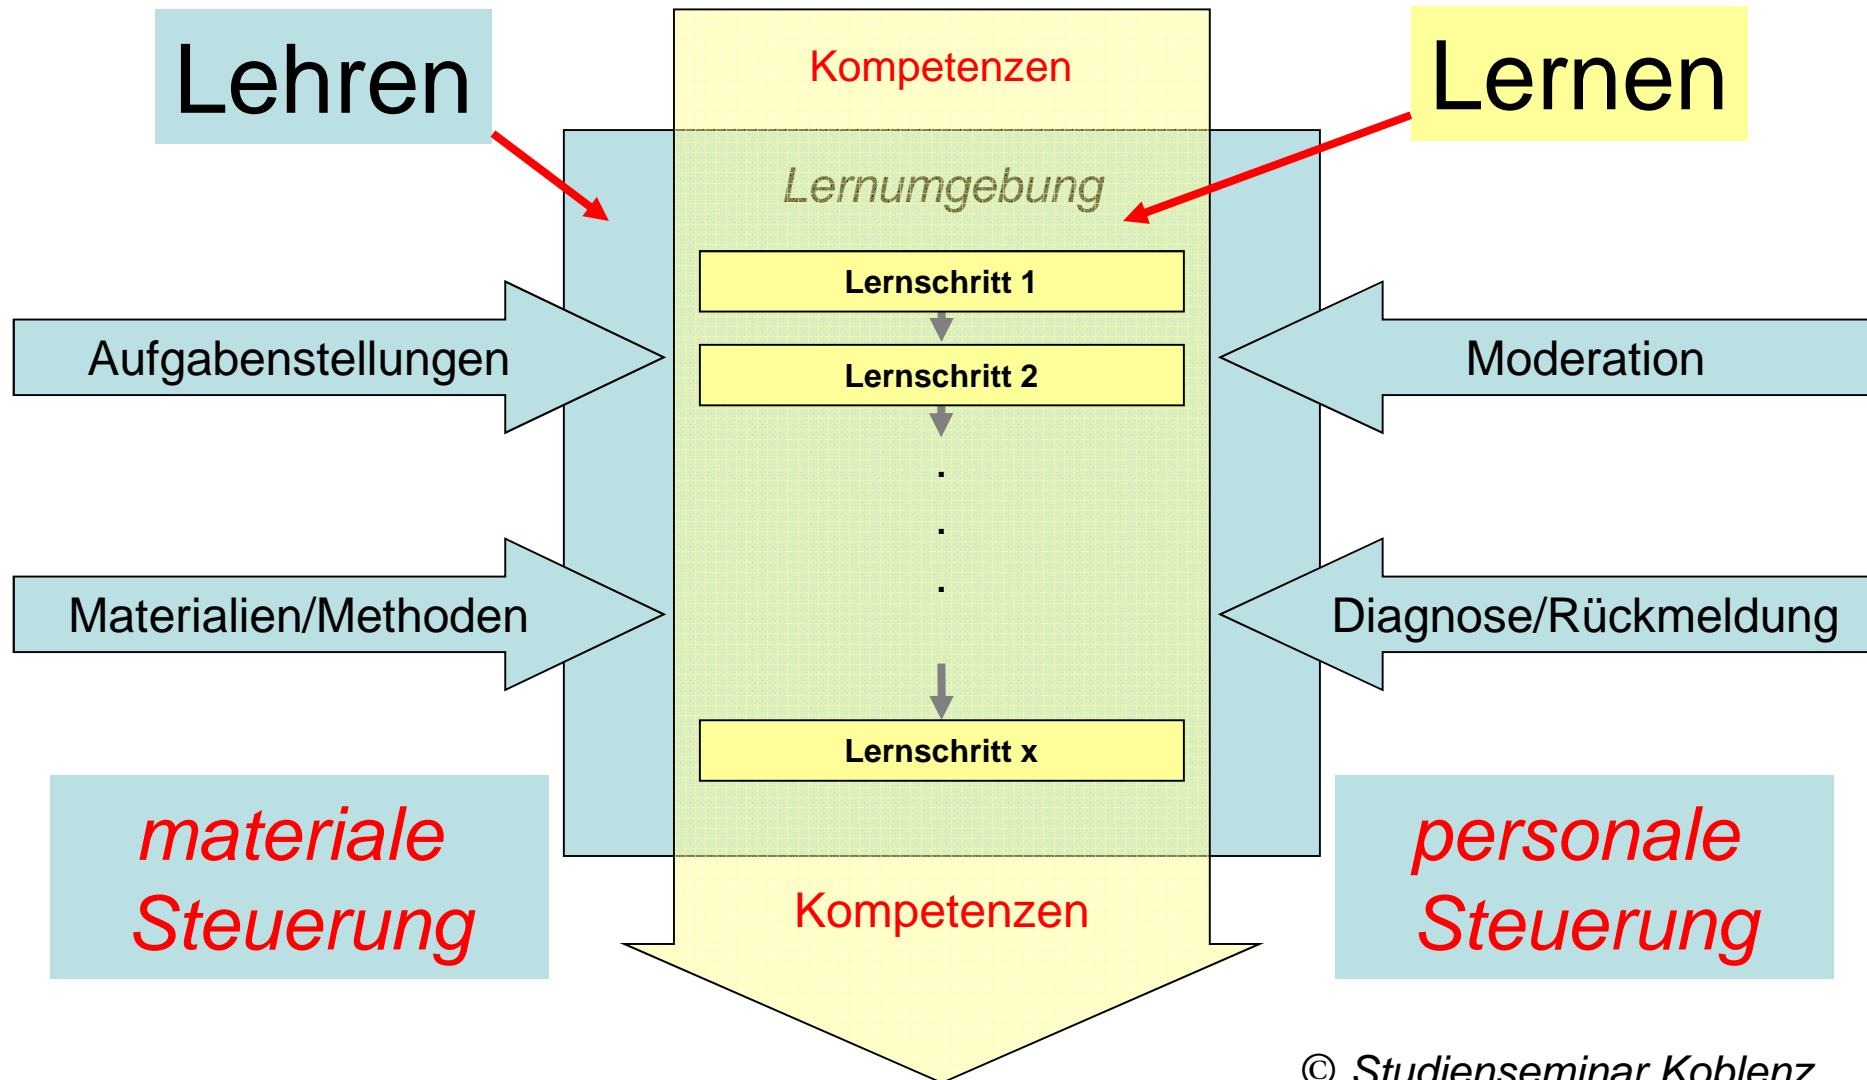 Lehren
Kompetenzen
Lernen
Lernumgebung
Lernschritt 1
Aufgabenstellungen
Lernschritt 2
Moderation
.
.
.
Materialien/Methoden
Diagnose/Rückmeldung
Lernschritt x
materiale
Steuerung
Kompetenzen
personale
Steuerung
© Studienseminar Koblenz